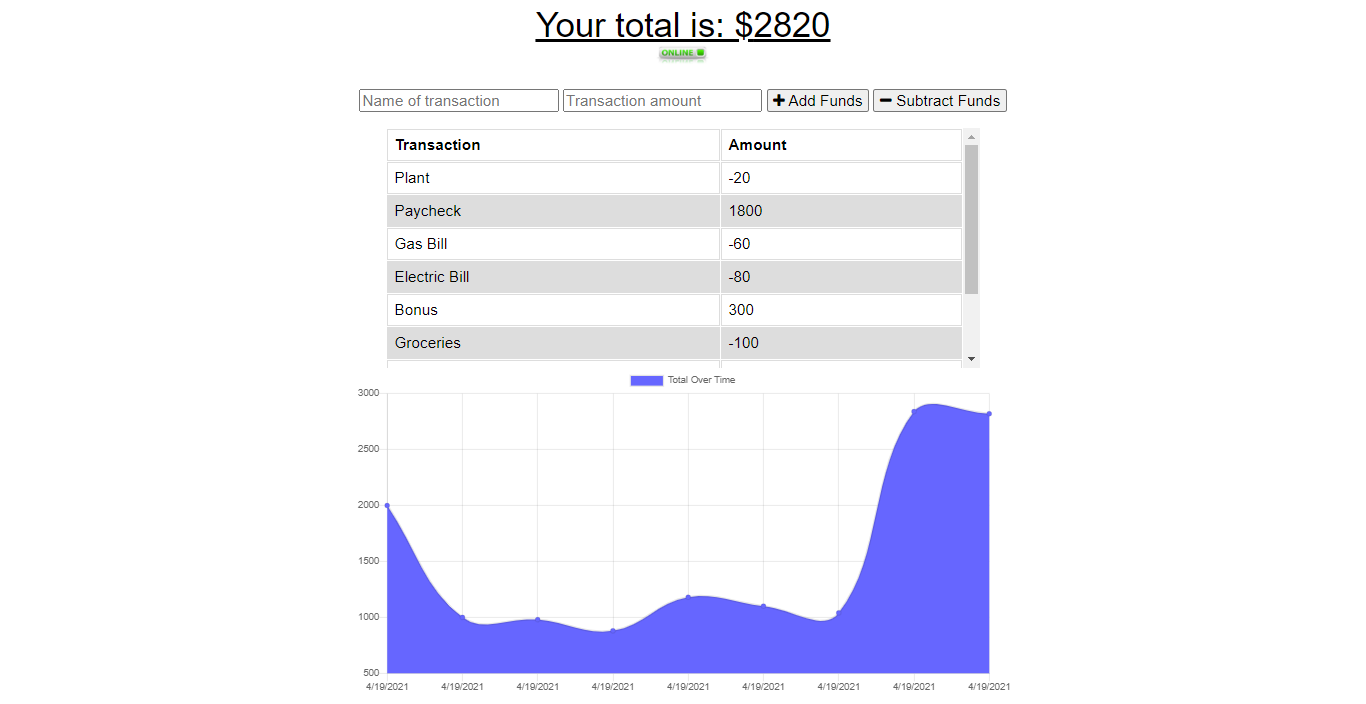 Your total is: $2820
ONLINE
Name of transaction Transaction amount Add Funds Subtract Funds
Transaction Amount
Plant -20
Paycheck 1800
Gas Bill -60
Electric Bill -80
Bonus 300
Groceries -100
Total Over Time
3000
2500
2000
1500
1000
500
4/19/2021 4/19/2021 4/19/2021 4/19/2021 4/19/2021 4/19/2021 4/19/2021 4/19/2021 4/19/2021